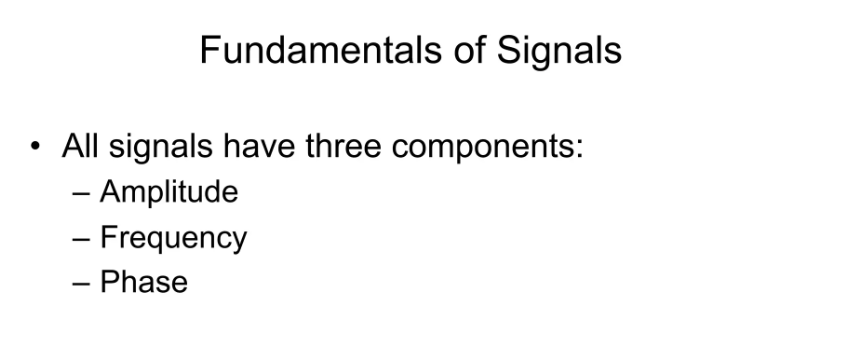 Fundamentals of Signals
• All signals have three components:
– Amplitude
– Frequency
– Phase